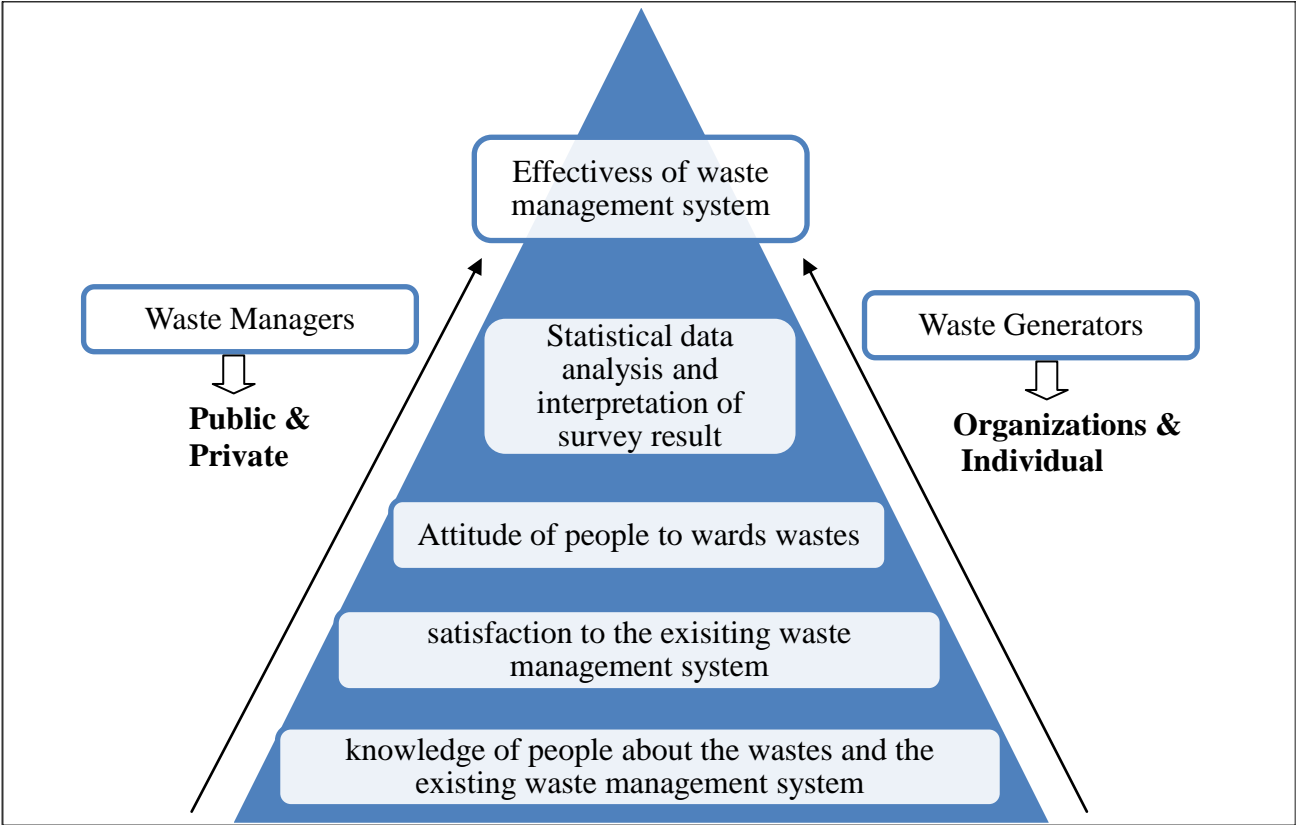 Effectivess of waste
management system
Waste Managers
Public &
Private
Waste Generators
Organizations &
Individual
Statistical data
analysis and
interpretation of
survey result
Attitude of people to wards wastes
satisfaction to the exisiting waste
management system
knowledge of people about the wastes and the
existing waste management system